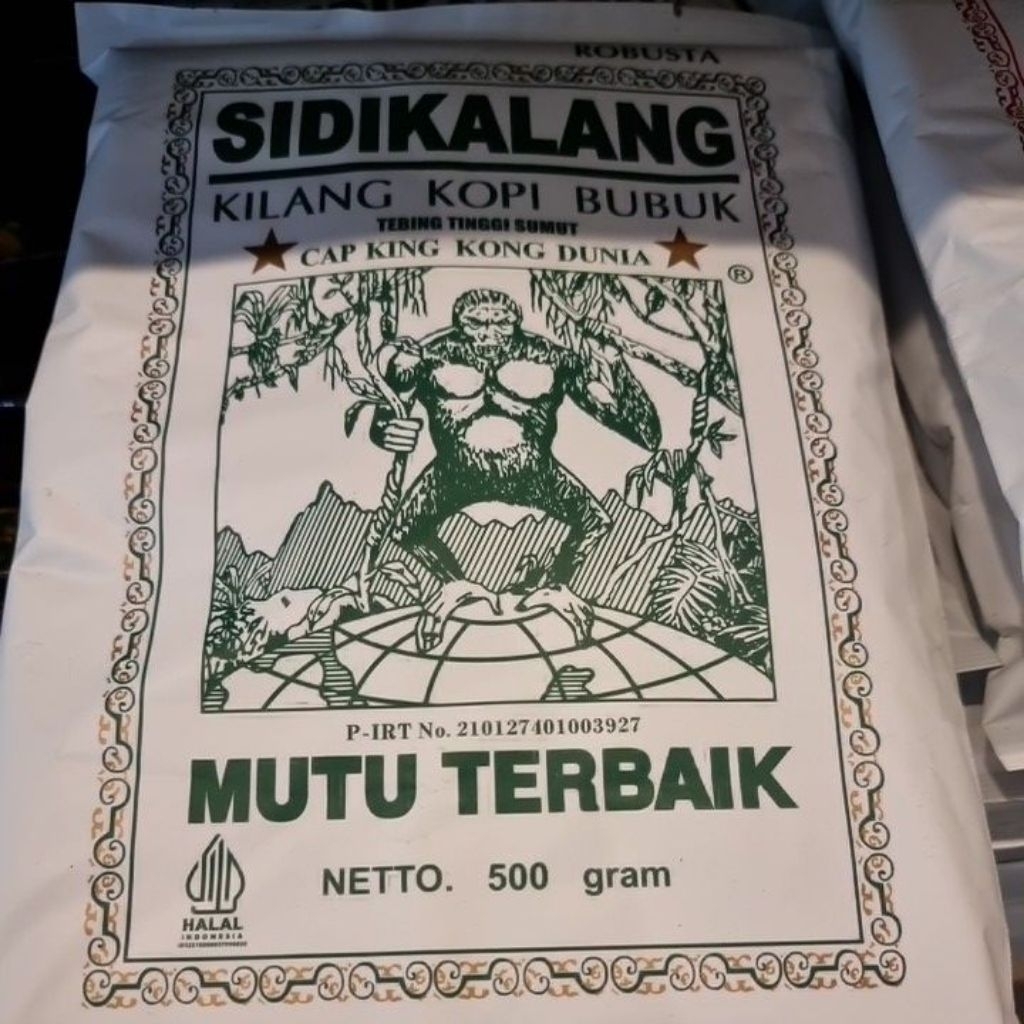 ROBUSTA
SIDIKALANG
KILANG KOPI BUBUK
TEBING TINGGI SUMUT
CAP KING KONG DUNIA
®
P-IRT No. 210127401003927
MUTU TERBAIK
NETTO. 500 gram
HALAL
INDONESIA